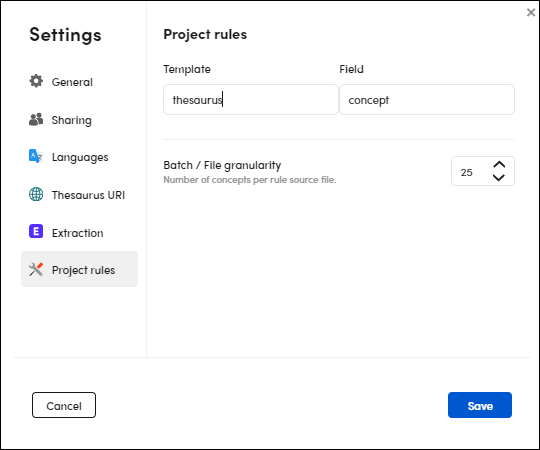 Settings
General
Sharing
Languages
Thesaurus URI
E Extraction
Project rules
Project rules
Template Field
thesaurus concept
Batch / File granularity
Number of concepts per rule source file.
25
Cancel Save